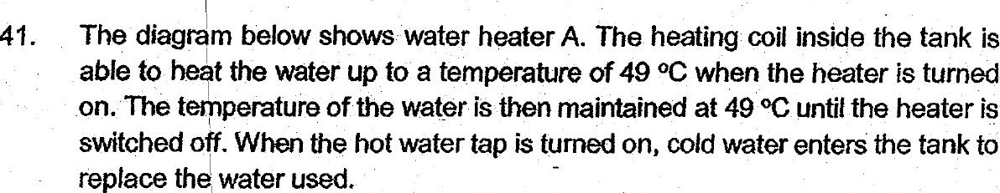 41. The diagram below shows water heater A. The heating coil inside the tank is
able to heat the water up to a temperature of 49 ºC when the heater is turned
on. The temperature of the water is then maintained at 49 ºC until the heater is
switched off. When the hot water tap is turned on, cold water enters the tank to
replace the water used.